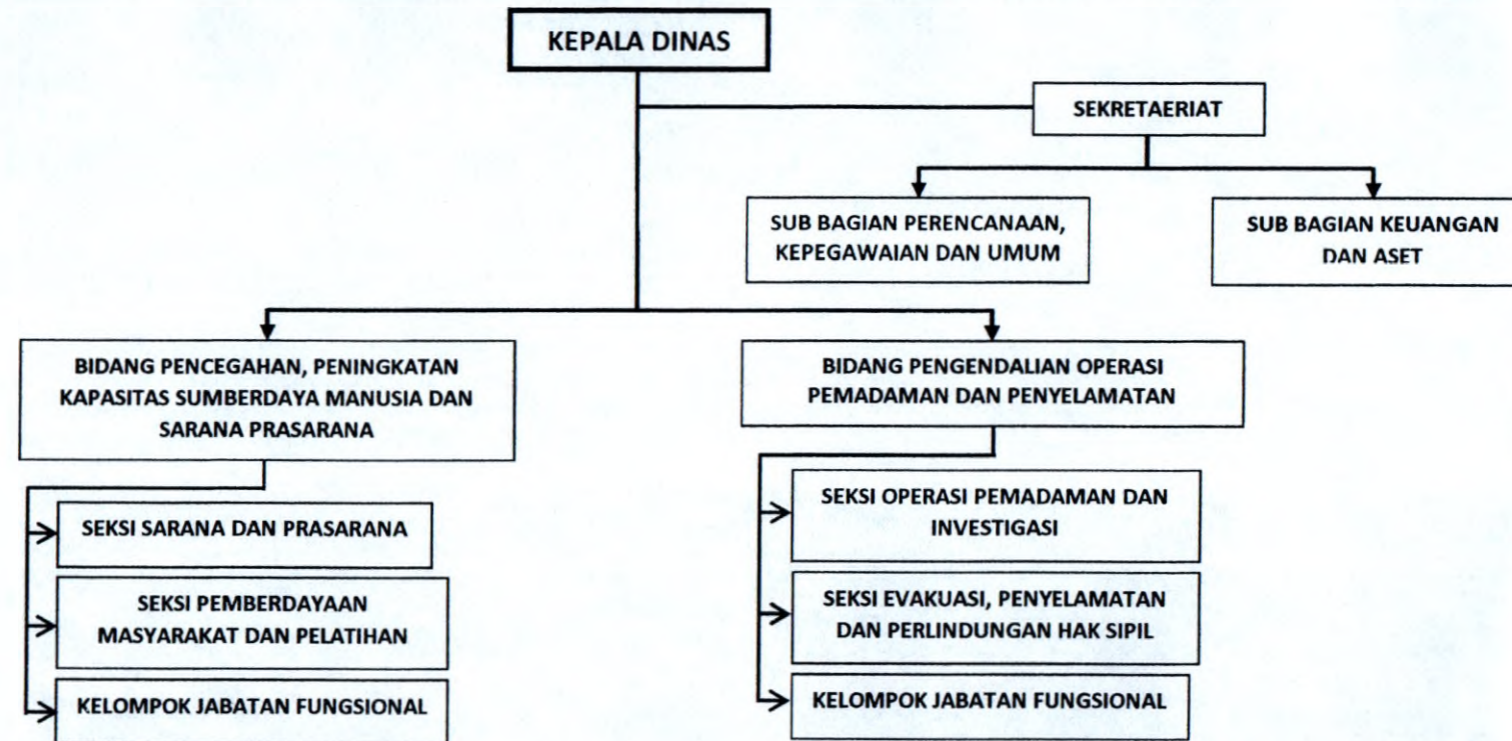 KEPALA DINAS
SEKRETAERIAT
SUB BAGIAN PERENCANAAN,
KEPEGAWAIAN DAN UMUM
SUB BAGIAN KEUANGAN
DAN ASET
BIDANG PENCEGAHAN, PENINGKATAN
KAPASITAS SUMBERDAYA MANUSIA DAN
SARANA PRASARANA
SEKSI SARANA DAN PRASARANA
SEKSI PEMBERDAYAAN
MASYARAKAT DAN PELATIHAN
KELOMPOK JABATAN FUNGSIONAL
BIDANG PENGENDALIAN OPERASI
PEMADAMAN DAN PENYELAMATAN
SEKSI OPERASI PEMADAMAN DAN
INVESTIGASI
SEKSI EVAKUASI, PENYELAMATAN
DAN PERLINDUNGAN HAK SIPIL
KELOMPOK JABATAN FUNGSIONAL